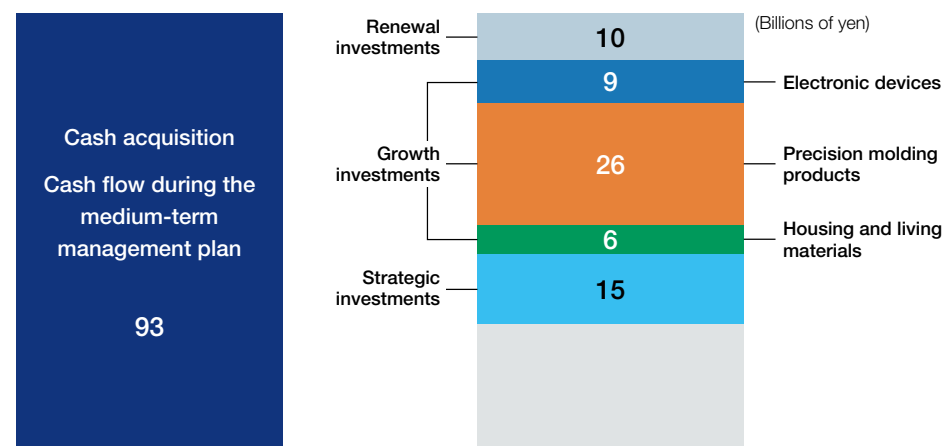 Cash acquisition
Cash flow during the
medium-term
management plan
93
(Billions of yen)
Renewal
investments
10
9
Electronic devices
Growth
investments
26
Precision molding
products
6
Housing and living
materials
Strategic
investments
15